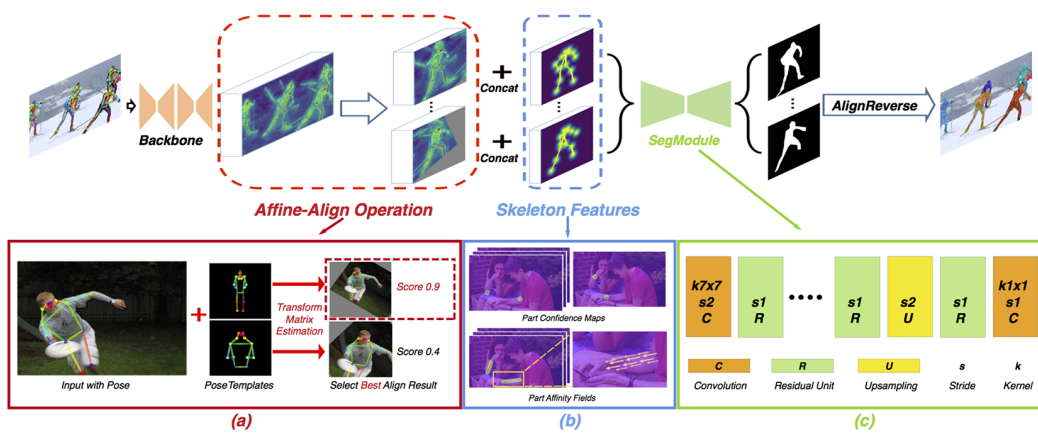 Backbone
Concat
Concat
SegModule
AlignReverse
Affine-Align Operation
Skeleton Features
Input with Pose
+
PoseTemplates
Transform
Matrix
Estimation
Score 0.9
Score 0.4
Select Best Align Result
(a)
Part Confidence Maps
Part Affinity Fields
(b)
k7x7
s2
C
s1
R
s1
R
s2
U
s1
R
k1x1
s1
C
C
Convolution
R
Residual Unit
U
Upsampling
s
Stride
k
Kernel
(c)